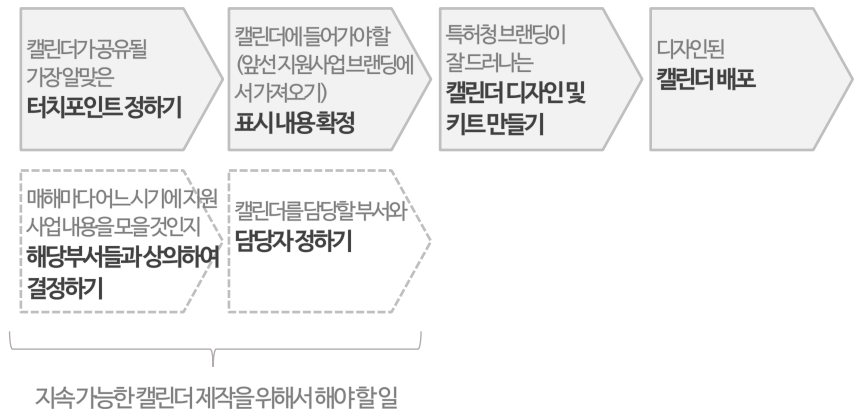 캘린더가 공유될
가장 알맞은
터치포인트 정하기
캘린더에 들어가야 할
(앞선 지원사업 브랜딩에
서 가져오기)
표시 내용 확정
특허청 브랜딩이
잘 드러나는
캘린더 디자인 및
키트 만들기
디자인된
캘린더 배포
매해마다 어느 시기에 지원
사업 내용을 모을 것인지
해당부서들과 상의하여
결정하기
캘린더를 담당할 부서와
담당자 정하기
지속 가능한 캘린더 제작을 위해서 해야 할 일